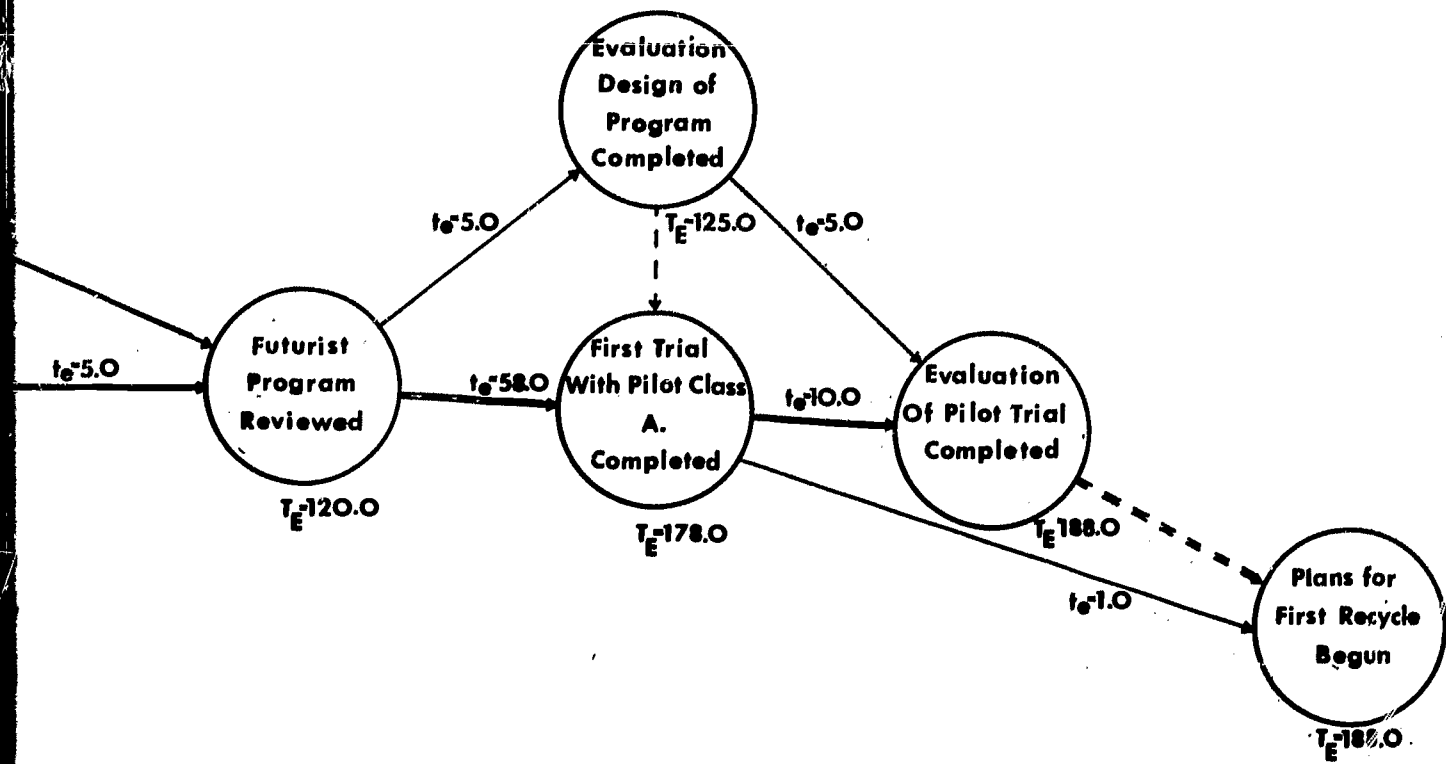 Evaluation
Design of
Program
Completed
te=5.0
TE=125.0
te=5.0
te=5.0
Futurist
Program
Reviewed
TE=120.0
te=58.0
First Trial
With Pilot Class
A.
Completed
TE=178.0
te=10.0
Evaluation
Of Pilot Trial
Completed
TE 188.0
te=1.0
Plans for
First Recycle
Begun
TE=188.0